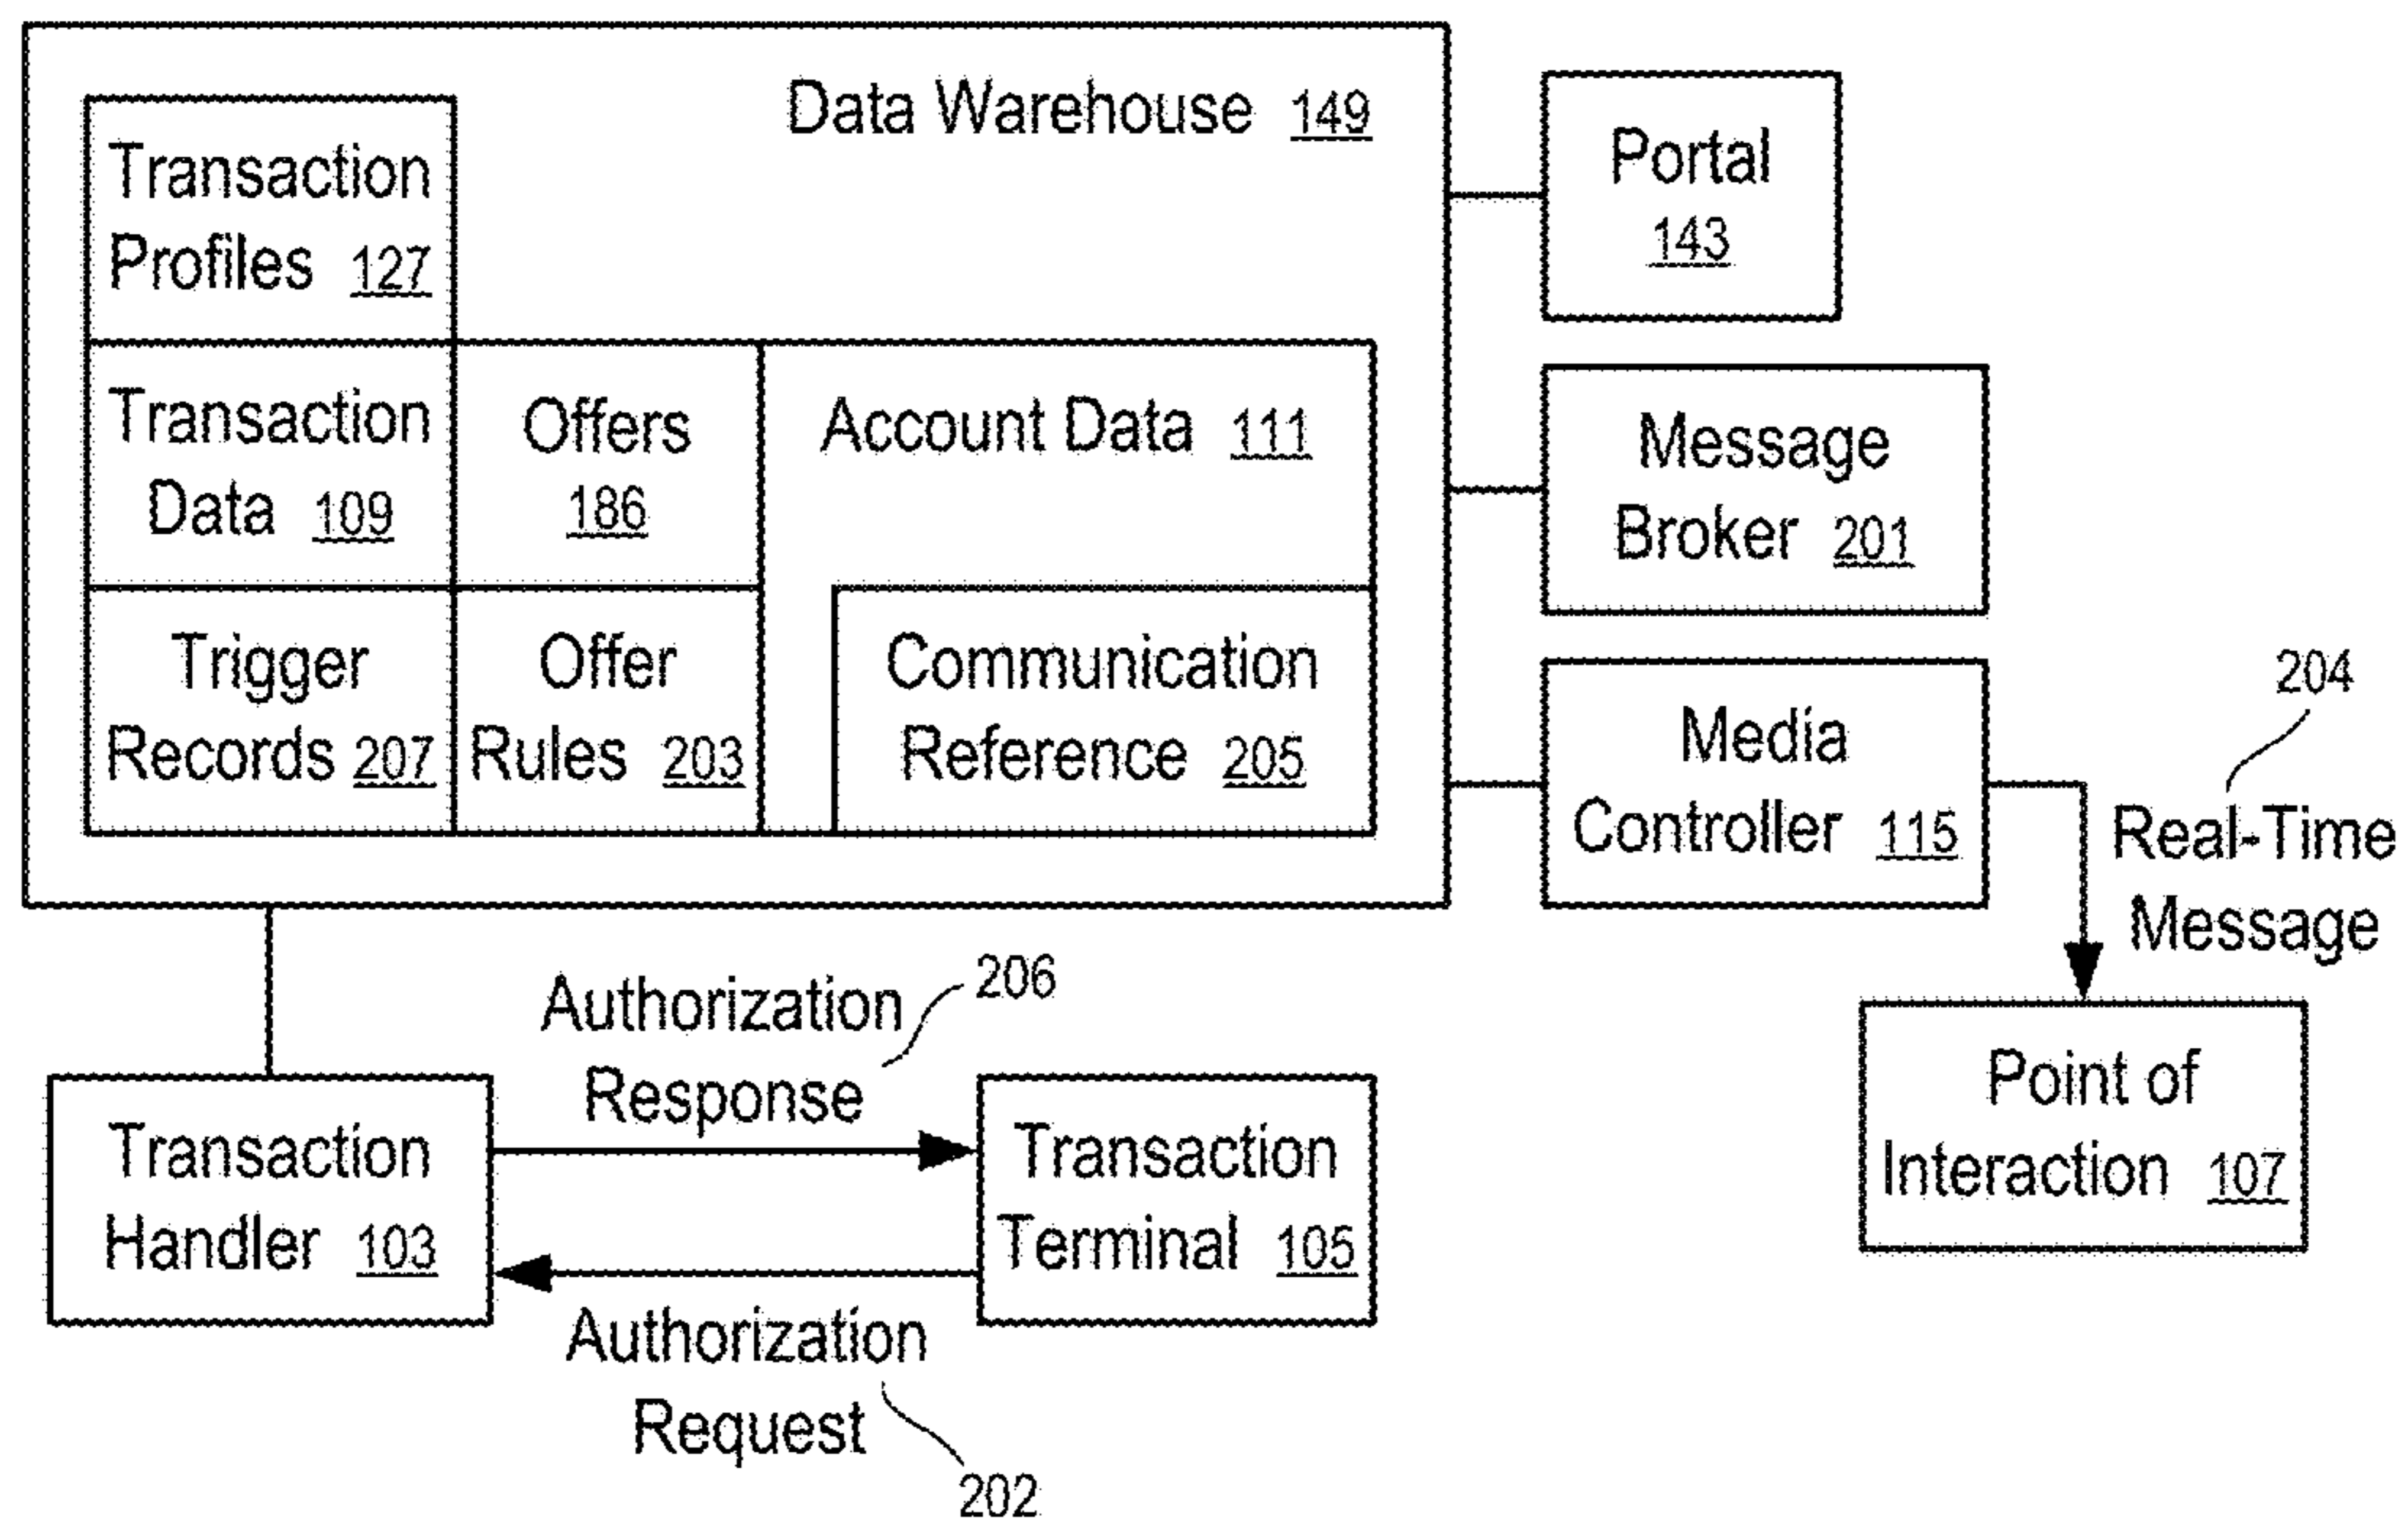 Data Warehouse 149
Transaction
Profiles 127
Transaction
Data 109
Offers
186
Account Data 111
Trigger
Records 207
Offer
Rules 203
Communication
Reference 205
Portal
143
Message
Broker 201
Media
Controller 115
204
Real-Time
Message
Point of
Interaction 107
Authorization
Response
206
Transaction
Handler 103
Transaction
Terminal 105
Authorization
Request
202